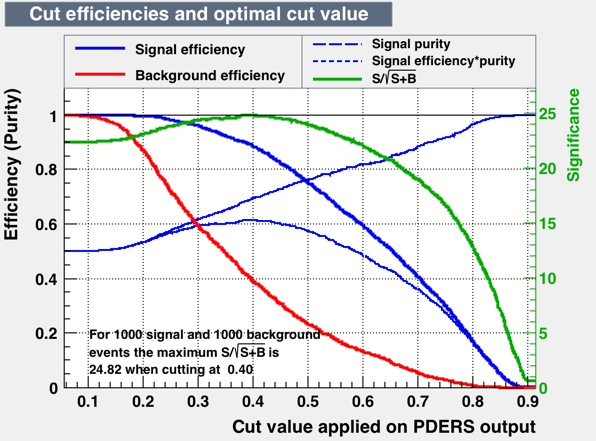 Cut efficiencies and optimal cut value
Signal efficiency
Background efficiency
Signal purity
Signal efficiency*purity
S/√S+B
Efficiency (Purity)
1
0.8
0.6
0.4
0.2
0
25
20
15
10
5
0
Significance
For 1000 signal and 1000 background
events the maximum S/√S+B is
24.82 when cutting at 0.40
0.1 0.2 0.3 0.4 0.5 0.6 0.7 0.8 0.9
Cut value applied on PDERS output